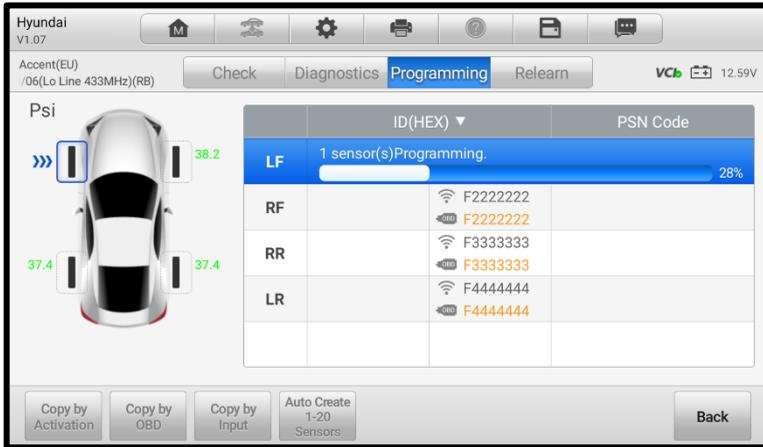 Hyundai
V1.07
M
?
Accent(EU)
/06(Lo Line 433MHz)(RB)
Check
Diagnostics
Programming
Relearn
VCI
12.59V
Psi
38.2
37.4
37.4
ID(HEX) ▼
PSN Code
LF
1 sensor(s)Programming.
28%
RF
F2222222
OBD F2222222
RR
F3333333
OBD F3333333
LR
F4444444
OBD F4444444
Copy by
Activation
Copy by
OBD
Copy by
Input
Auto Create
1-20
Sensors
Back